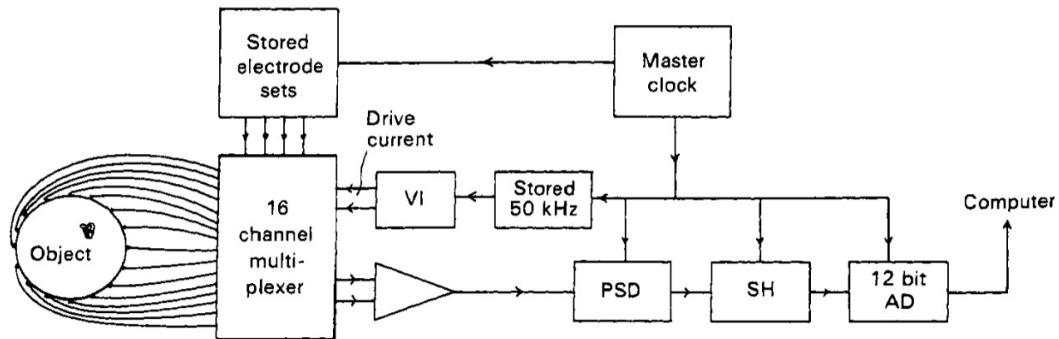 Stored
electrode
sets
Master
clock
Drive
current
16
channel
multi-
plexer
VI
Stored
50 kHz
Computer
Object
PSD
SH
12 bit
AD